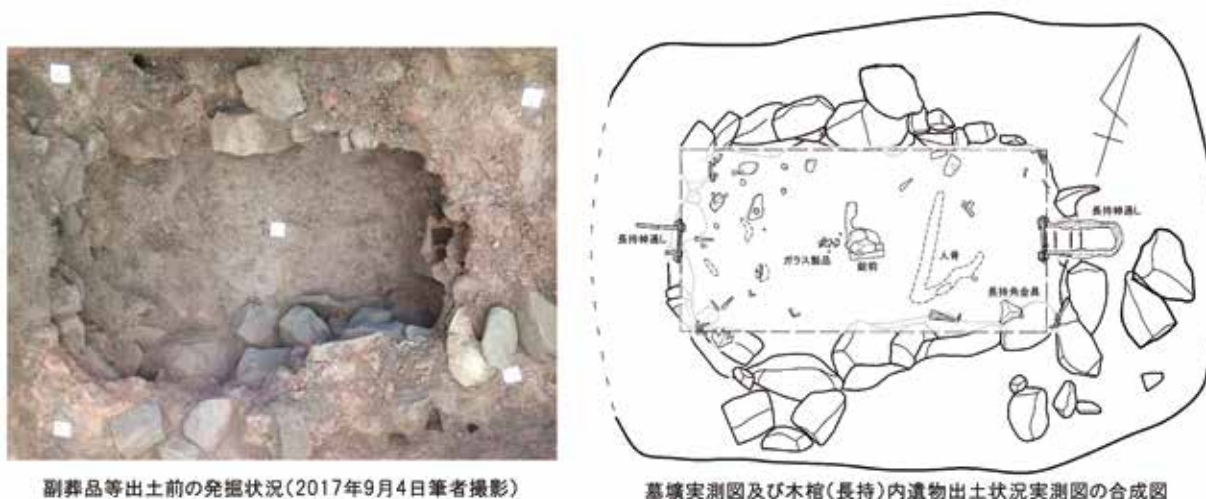 長持棹通し
ガラス製品
錠前
人骨
長持棹通し
長持角金具
副葬品等出土前の発掘状況(2017年9月4日筆者撮影)
墓壙実測図及び木棺(長持)内遺物出土状況実測図の合成図